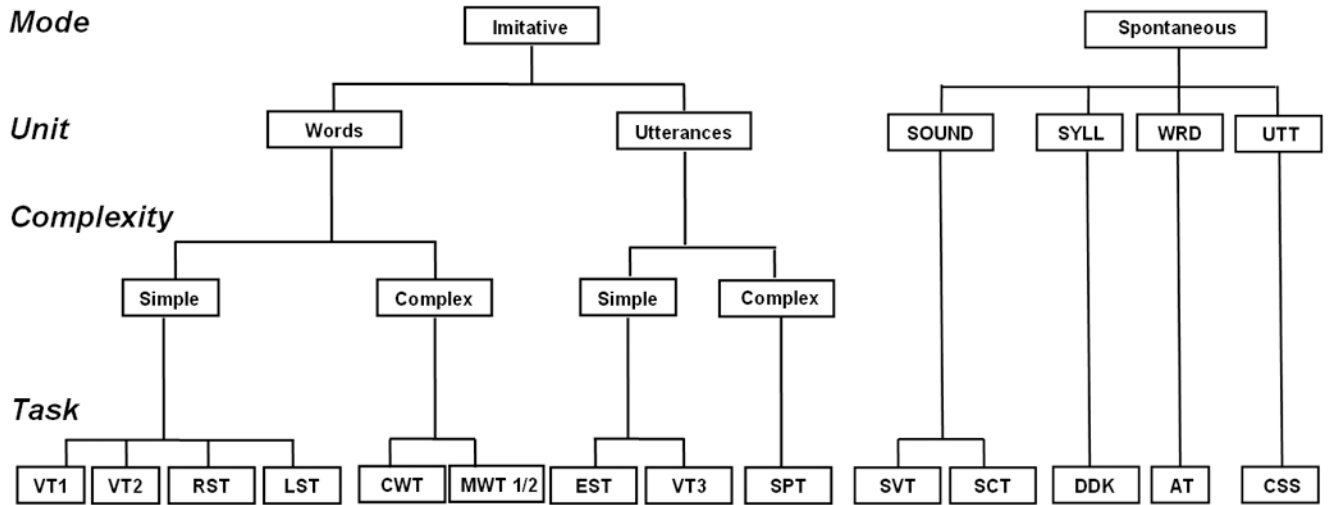 Mode
Imitative Spontaneous
Unit
Words Utterances SOUND SYLL WRD UTT
Complexity
Simple Complex Simple Complex
Task
VT1 VT2 RST LST CWT MWT 1/2 EST VT3 SPT SVT SCT DDK AT CSS